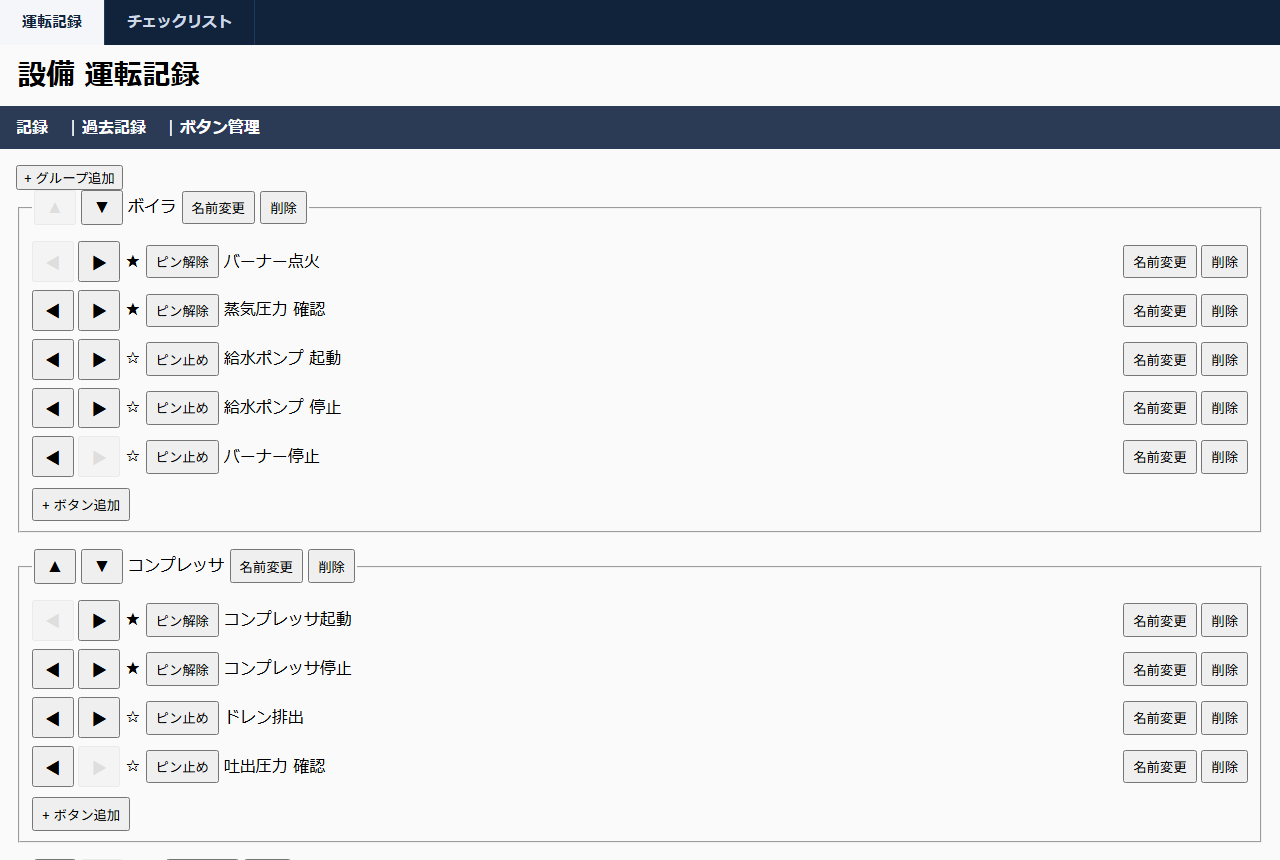 運転記録 チェックリスト
設備 運転記録
記録 | 過去記録 | ボタン管理
+ グループ追加
▲ ▼ ボイラ 名前変更 削除
◀ ▶ ★ ピン解除 バーナー点火 名前変更 削除
◀ ▶ ★ ピン解除 蒸気圧力 確認 名前変更 削除
◀ ▶ ☆ ピン止め 給水ポンプ 起動 名前変更 削除
◀ ▶ ☆ ピン止め 給水ポンプ 停止 名前変更 削除
◀ ▶ ☆ ピン止め バーナー停止 名前変更 削除
+ ボタン追加
▲ ▼ コンプレッサ 名前変更 削除
◀ ▶ ★ ピン解除 コンプレッサ起動 名前変更 削除
◀ ▶ ★ ピン解除 コンプレッサ停止 名前変更 削除
◀ ▶ ☆ ピン止め ドレン排出 名前変更 削除
◀ ▶ ☆ ピン止め 吐出圧力 確認 名前変更 削除
+ ボタン追加